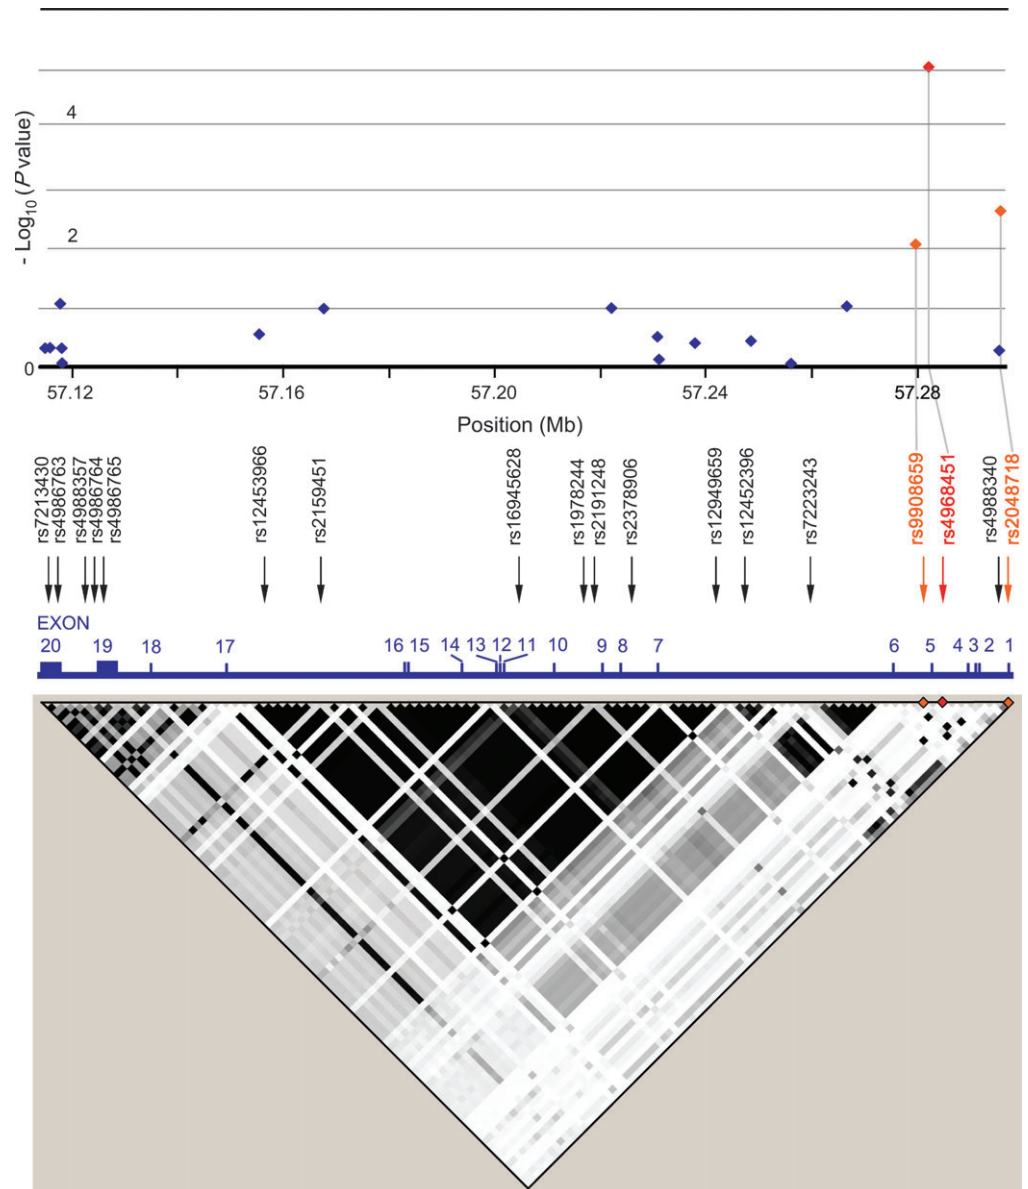 4
2
0
- Log10 (P value)
57.12 57.16 57.20 57.24 57.28
Position (Mb)
rs7213430
rs4986763
rs4988357
rs4986764
rs4986765
rs12453966
rs2159451
rs16945628
rs1978244
rs2191248
rs2378906
rs12949659
rs12452396
rs7223243
rs9908659
rs4968451
rs4988340
rs2048718
EXON
20 19 18 17 16 15 14 13 12 11 10 9 8 7 6 5 4 3 2 1